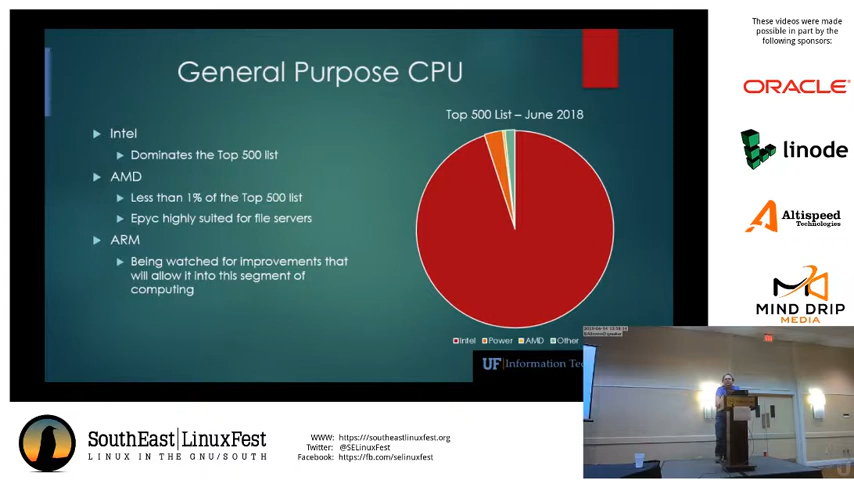 These videos were made
possible in part by the
following sponsors:
ORACLE
linode
Altispeed
Technologies
MIND DRIP
MEDIA
General Purpose CPU
Intel
Dominates the Top 500 list
AMD
Less than 1% of the Top 500 list
Epyc highly suited for file servers
ARM
Being watched for improvements that
will allow it into this segment of
computing
Top 500 List – June 2018
Intel Power AMD Other
UF Information Te
SouthEast LinuxFest
LINUX IN THE GNU/SOUTH
WWW: https:///southeastlinuxfest.org
Twitter: @SELinuxFest
Facebook: https://fb.com/selinuxfest